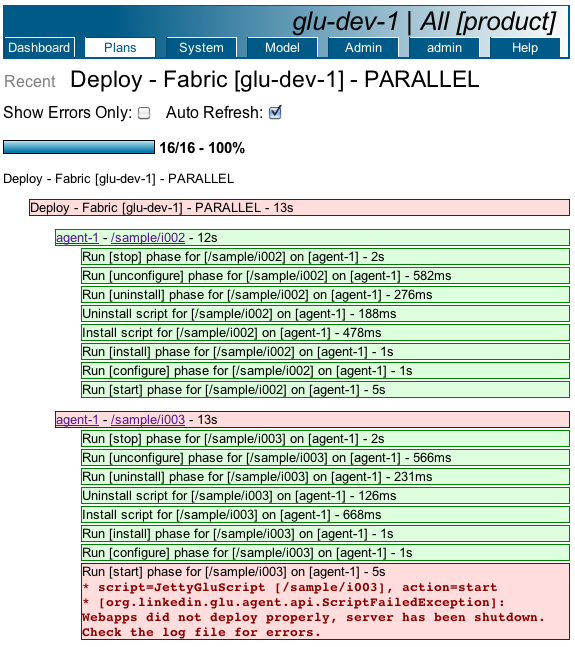 glu-dev-1 | All [product]
Dashboard Plans System Model Admin admin Help
Recent Deploy - Fabric [glu-dev-1] - PARALLEL
Show Errors Only: Auto Refresh:
16/16 - 100%
Deploy - Fabric [glu-dev-1] - PARALLEL
Deploy - Fabric [glu-dev-1] - PARALLEL - 13s
agent-1 - /sample/i002 - 12s
Run [stop] phase for [/sample/i002] on [agent-1] - 2s
Run [unconfigure] phase for [/sample/i002] on [agent-1] - 582ms
Run [uninstall] phase for [/sample/i002] on [agent-1] - 276ms
Uninstall script for [/sample/i002] on [agent-1] - 188ms
Install script for [/sample/i002] on [agent-1] - 478ms
Run [install] phase for [/sample/i002] on [agent-1] - 1s
Run [configure] phase for [/sample/i002] on [agent-1] - 1s
Run [start] phase for [/sample/i002] on [agent-1] - 5s
agent-1 - /sample/i003 - 13s
Run [stop] phase for [/sample/i003] on [agent-1] - 2s
Run [unconfigure] phase for [/sample/i003] on [agent-1] - 566ms
Run [uninstall] phase for [/sample/i003] on [agent-1] - 231ms
Uninstall script for [/sample/i003] on [agent-1] - 126ms
Install script for [/sample/i003] on [agent-1] - 668ms
Run [install] phase for [/sample/i003] on [agent-1] - 1s
Run [configure] phase for [/sample/i003] on [agent-1] - 1s
Run [start] phase for [/sample/i003] on [agent-1] - 5s
* script=JettyGluScript [/sample/i003], action=start
* [org.linkedin.glu.agent.api.ScriptFailedException]:
Webapps did not deploy properly, server has been shutdown.
Check the log file for errors.